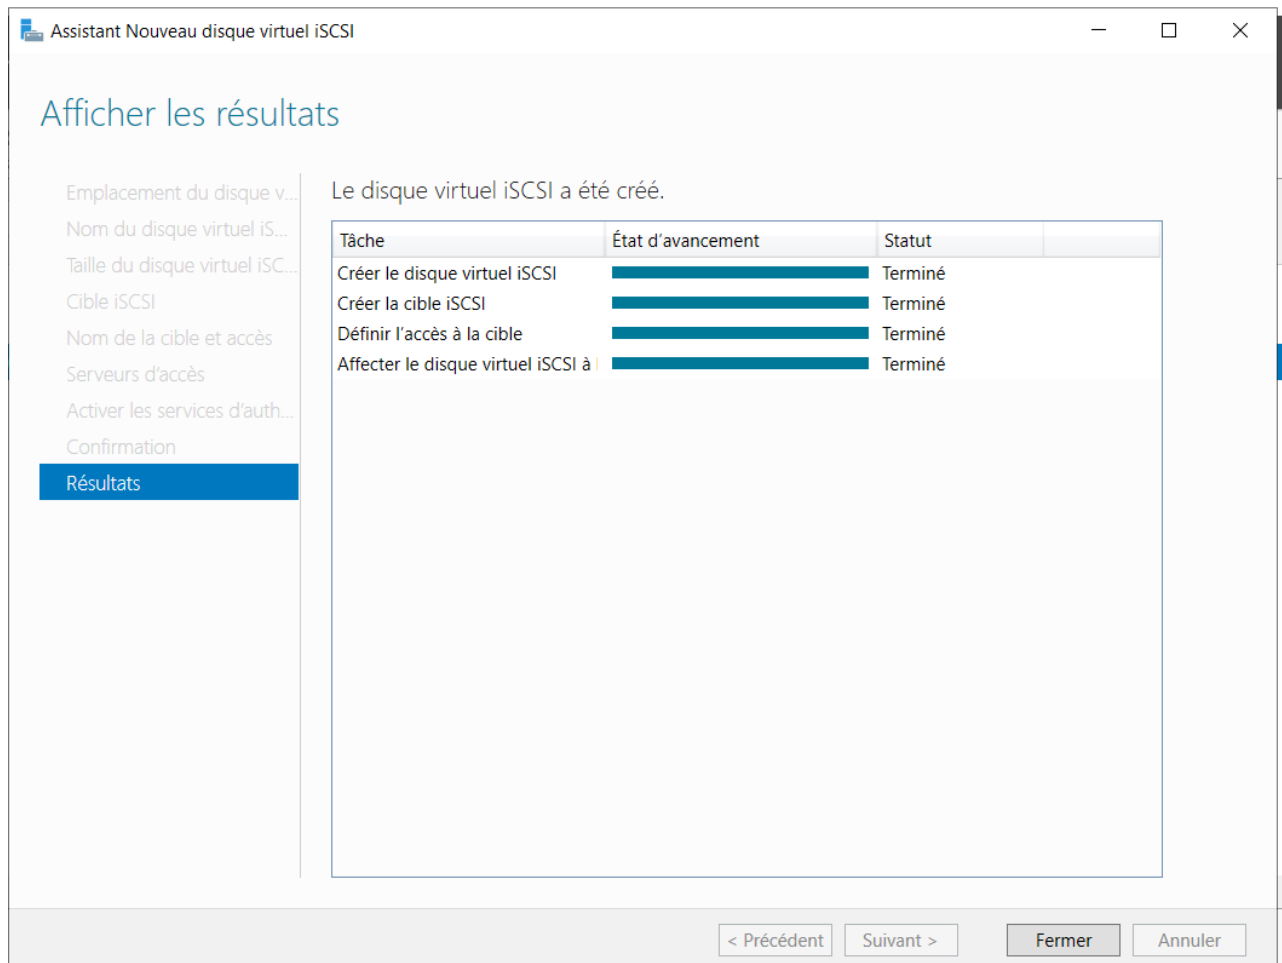 Assistant Nouveau disque virtuel iSCSI
Afficher les résultats
Emplacement du disque v...
Nom du disque virtuel iS...
Taille du disque virtuel iSC...
Cible iSCSI
Nom de la cible et accès
Serveurs d'accès
Activer les services d'auth...
Confirmation
Résultats
Le disque virtuel iSCSI a été créé.
Tâche État d'avancement Statut
Créer le disque virtuel iSCSI Terminé
Créer la cible iSCSI Terminé
Définir l'accès à la cible Terminé
Affecter le disque virtuel iSCSI à Terminé
< Précédent Suivant > Fermer Annuler